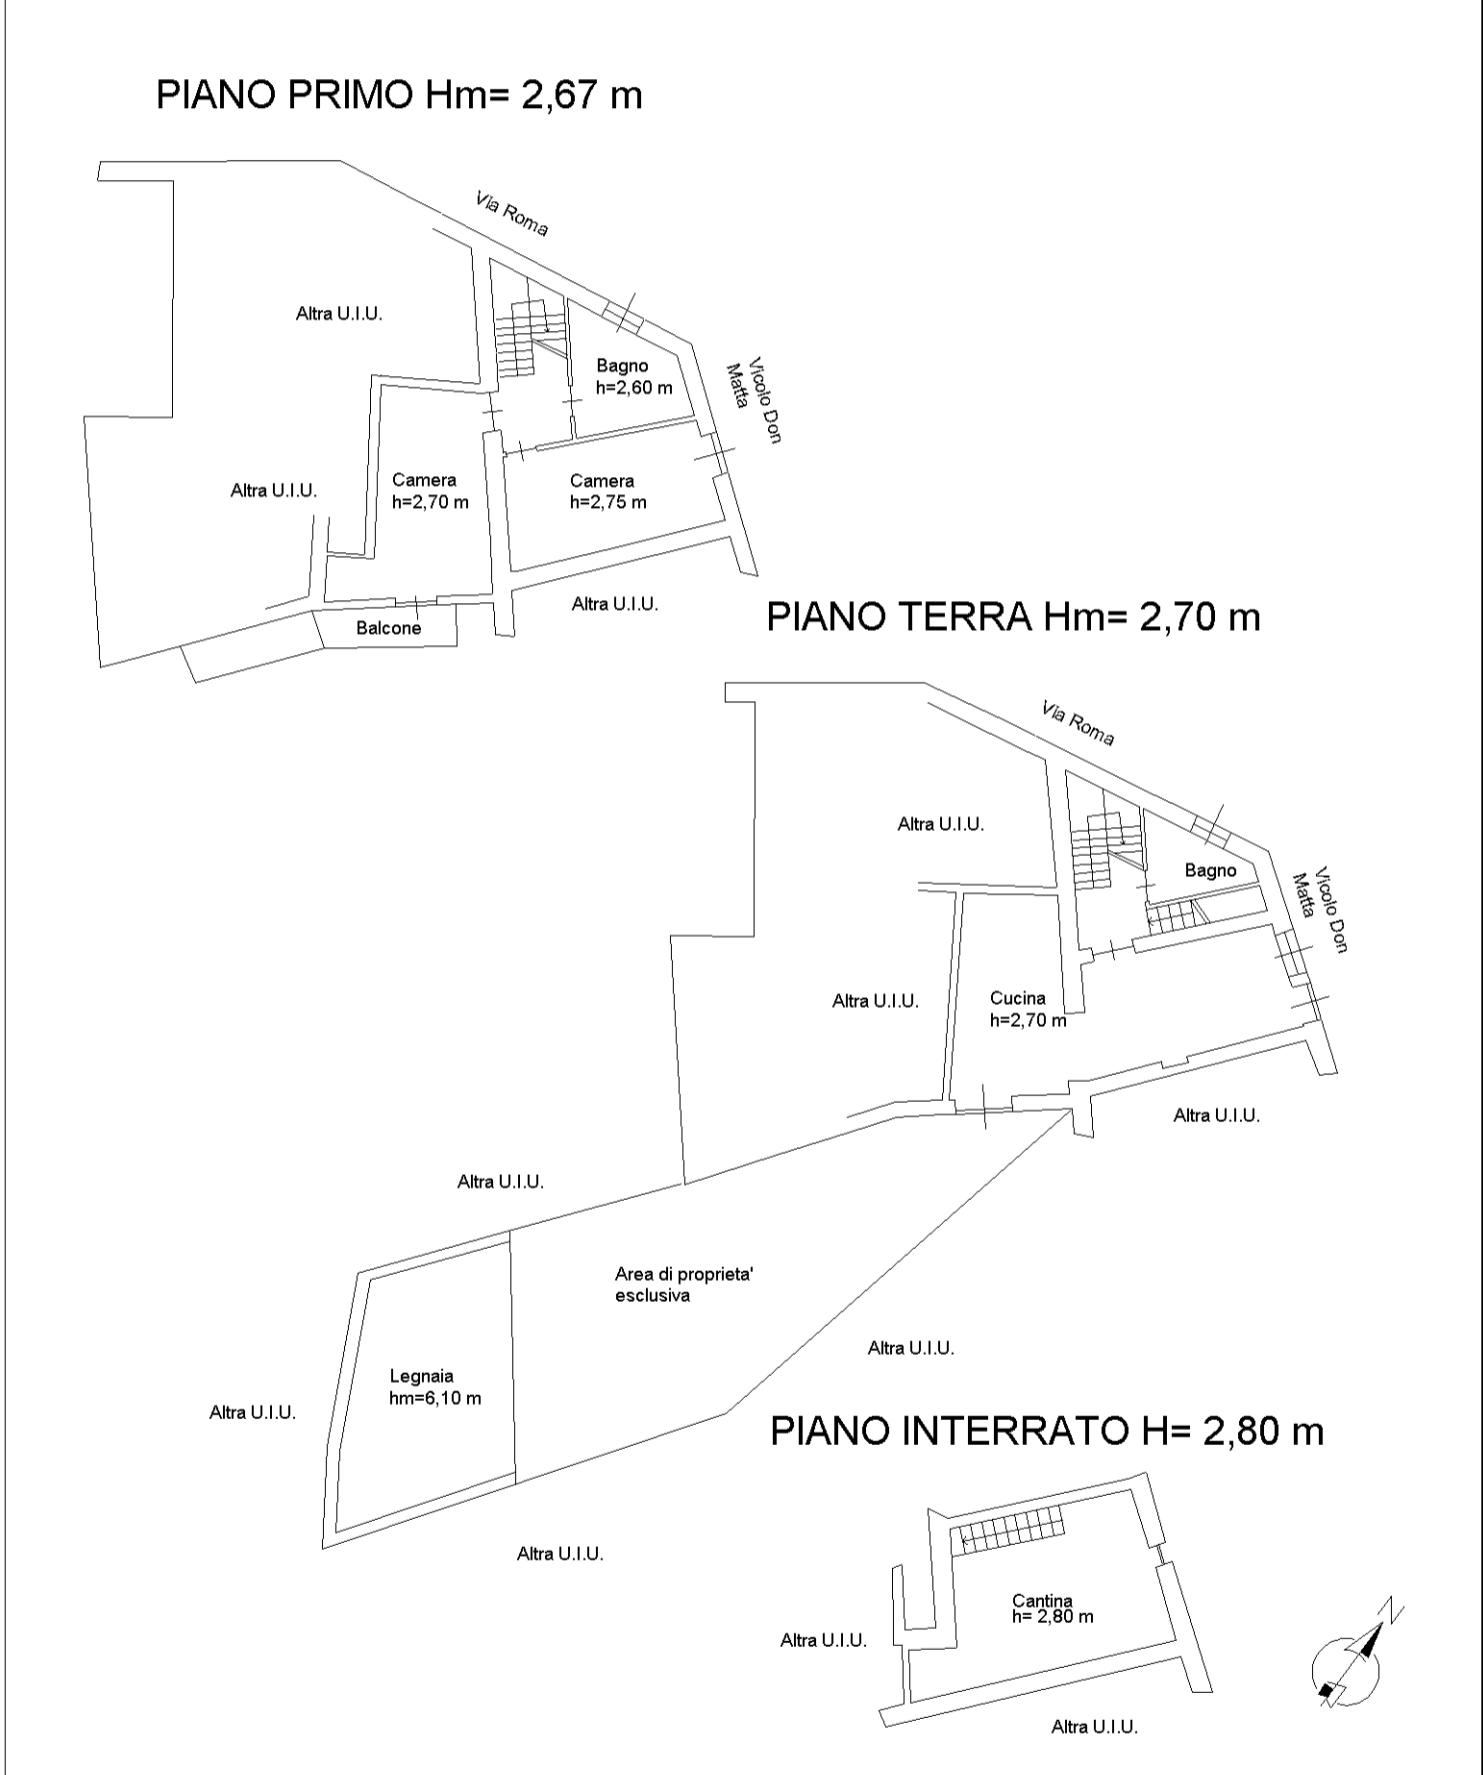 PIANO PRIMO Hm= 2,67 m
Via Roma
Altra U.I.U.
Bagno
h=2,60 m
Vicolo Don
Matta
Altra U.I.U.
Camera
h=2,70 m
Camera
h=2,75 m
Altra U.I.U.
Balcone
PIANO TERRA Hm= 2,70 m
Via Roma
Altra U.I.U.
Bagno
Vicolo Don
Matta
Altra U.I.U.
Cucina
h=2,70 m
Altra U.I.U.
Altra U.I.U.
Area di proprieta'
esclusiva
Altra U.I.U.
Legnaia
hm=6,10 m
Altra U.I.U.
Altra U.I.U.
PIANO INTERRATO H= 2,80 m
Cantina
h= 2,80 m
Altra U.I.U.
Altra U.I.U.
N